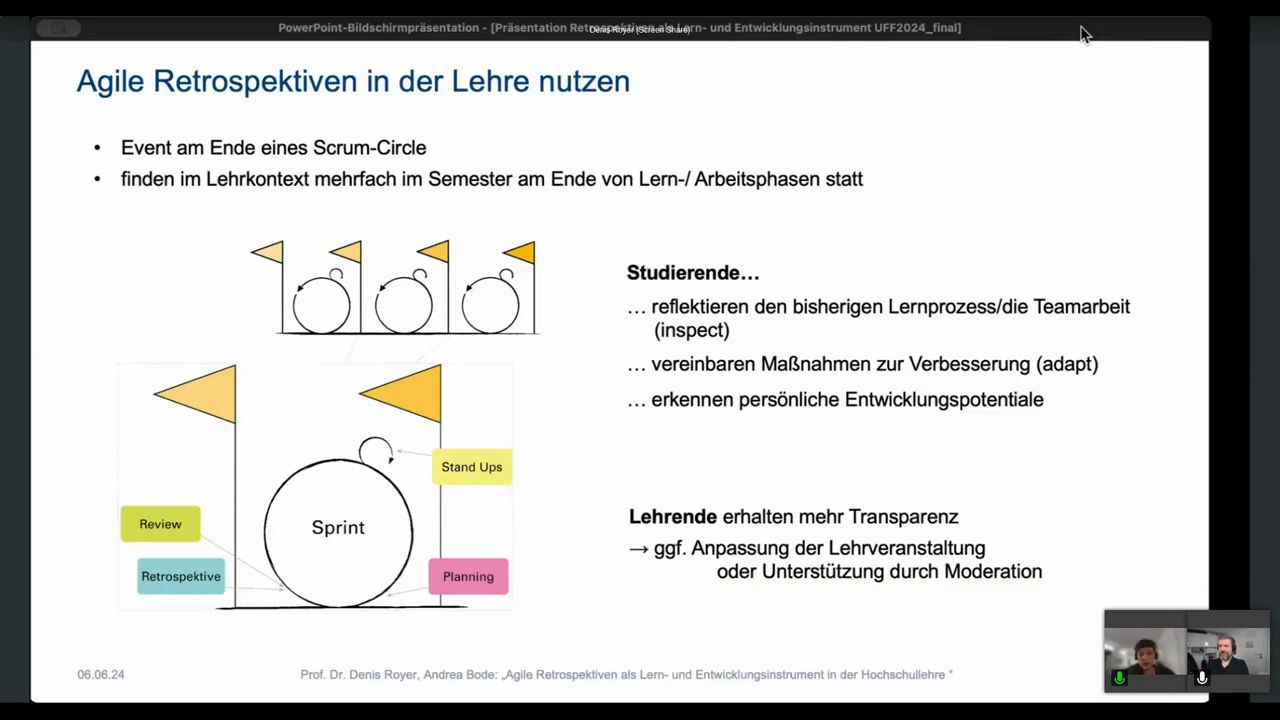 PowerPoint-Bildschirmpräsentation - [Präsentation Retrospektiven als Lern- und Entwicklungsinstrument UFF2024_final]
Denis Royer (Screen Share)
Agile Retrospektiven in der Lehre nutzen
• Event am Ende eines Scrum-Circle
• finden im Lehrkontext mehrfach im Semester am Ende von Lern-/ Arbeitsphasen statt
Studierende…
… reflektieren den bisherigen Lernprozess/die Teamarbeit
(inspect)
… vereinbaren Maßnahmen zur Verbesserung (adapt)
… erkennen persönliche Entwicklungspotentiale
Stand Ups
Review
Sprint
Retrospektive
Planning
Lehrende erhalten mehr Transparenz
→ ggf. Anpassung der Lehrveranstaltung
oder Unterstützung durch Moderation
06.06.24
Prof. Dr. Denis Royer, Andrea Bode: „Agile Retrospektiven als Lern- und Entwicklungsinstrument in der Hochschullehre “